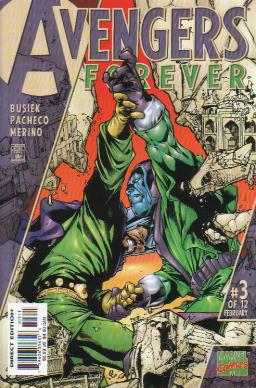 AVENGERS
FOREVER
BUSIEK
PACHECO
MERINO
#3
OF 12
FEBRUARY
MARVEL
COMICS
DIRECT EDITION